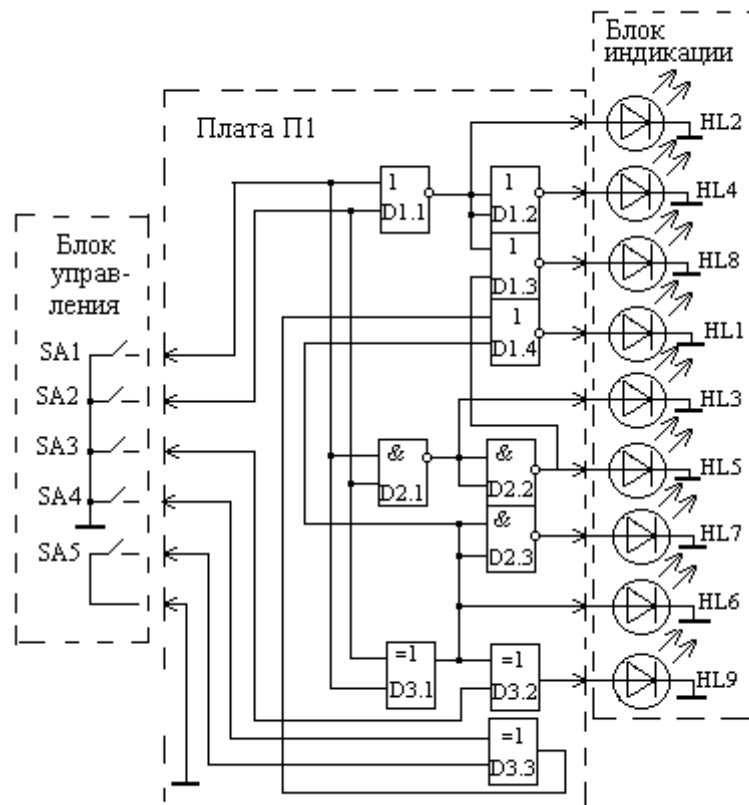 Блок
индикации
Плата П1
HL2
1
D1.1
1
D1.2
HL4
1
D1.3
HL8
Блок
управ-
ления
1
D1.4
HL1
SA1
SA2
HL3
SA3
&
D2.1
&
D2.2
HL5
SA4
&
D2.3
HL7
SA5
HL6
=1
D3.1
=1
D3.2
HL9
=1
D3.3